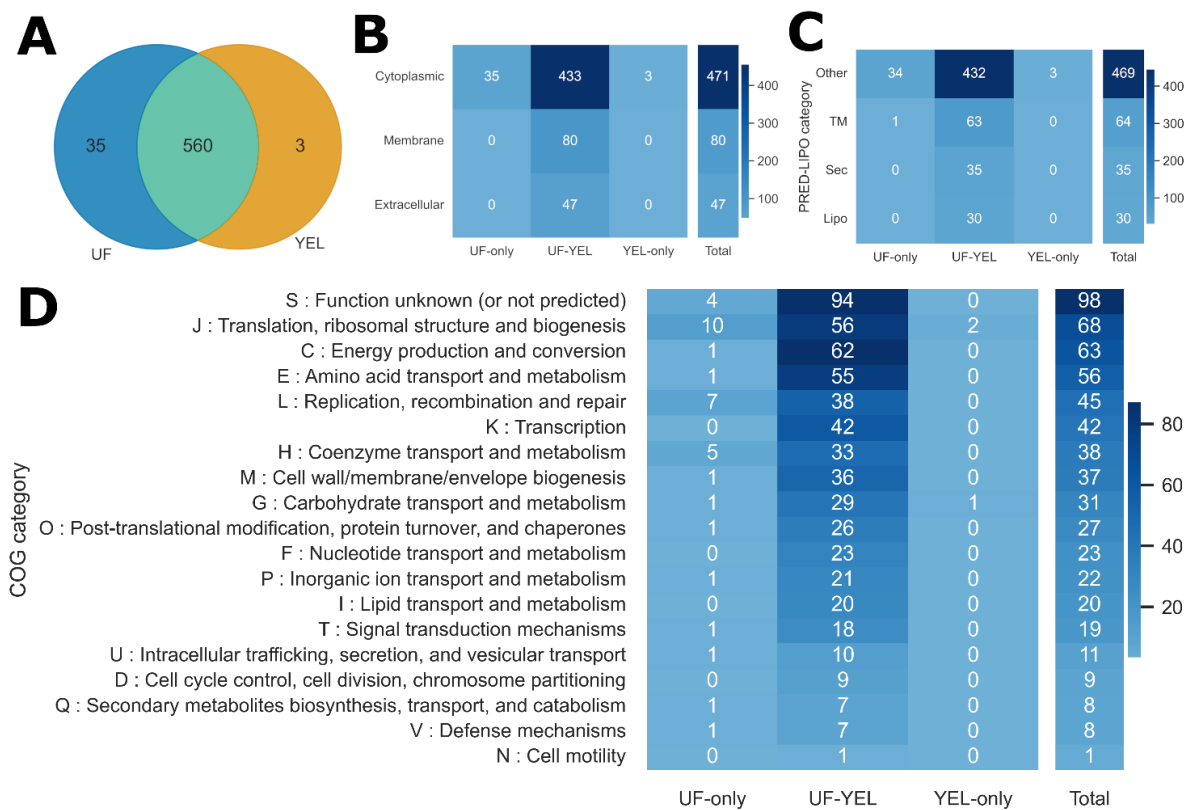 A
35
560
3
UF
YEL
B
Cytoplasmic 35 433 3 471
Membrane 0 80 0 80
Extracellular 0 47 0 47
UF-only UF-YEL YEL-only Total
400
300
200
100
C
PRED-LIPO category
Other 34 432 3 469
TM 1 63 0 64
Sec 0 35 0 35
Lipo 0 30 0 30
UF-only UF-YEL YEL-only Total
400
300
200
100
D
COG category
S : Function unknown (or not predicted) 4 94 0 98
J : Translation, ribosomal structure and biogenesis 10 56 2 68
C : Energy production and conversion 1 62 0 63
E : Amino acid transport and metabolism 1 55 0 56
L : Replication, recombination and repair 7 38 0 45
K : Transcription 0 42 0 42
H : Coenzyme transport and metabolism 5 33 0 38
M : Cell wall/membrane/envelope biogenesis 1 36 0 37
G : Carbohydrate transport and metabolism 1 29 1 31
O : Post-translational modification, protein turnover, and chaperones 1 26 0 27
F : Nucleotide transport and metabolism 0 23 0 23
P : Inorganic ion transport and metabolism 1 21 0 22
I : Lipid transport and metabolism 0 20 0 20
T : Signal transduction mechanisms 1 18 0 19
U : Intracellular trafficking, secretion, and vesicular transport 1 10 0 11
D : Cell cycle control, cell division, chromosome partitioning 0 9 0 9
Q : Secondary metabolites biosynthesis, transport, and catabolism 1 7 0 8
V : Defense mechanisms 1 7 0 8
N : Cell motility 0 1 0 1
UF-only UF-YEL YEL-only Total
80
60
40
20